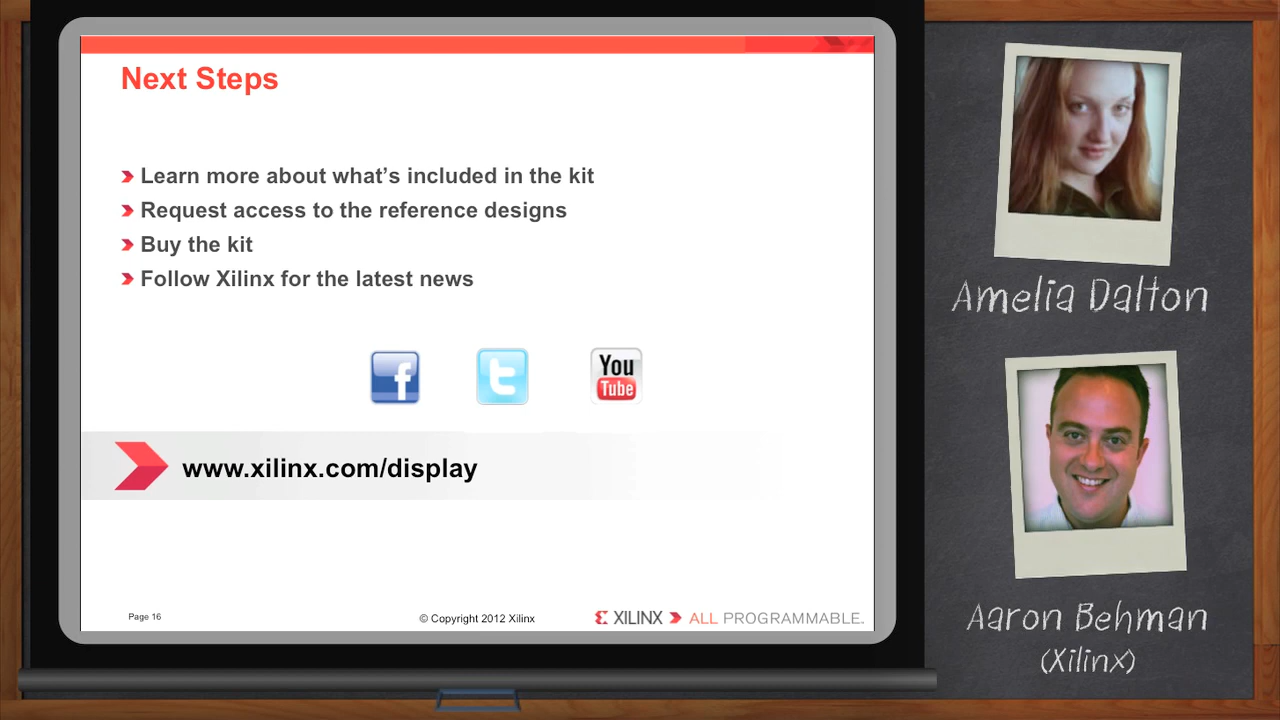 Next Steps
Learn more about what's included in the kit
Request access to the reference designs
Buy the kit
Follow Xilinx for the latest news
f
t
You
Tube
www.xilinx.com/display
Page 16
© Copyright 2012 Xilinx
XILINX ALL PROGRAMMABLE.
Amelia Dalton
Aaron Behman
(Xilinx)